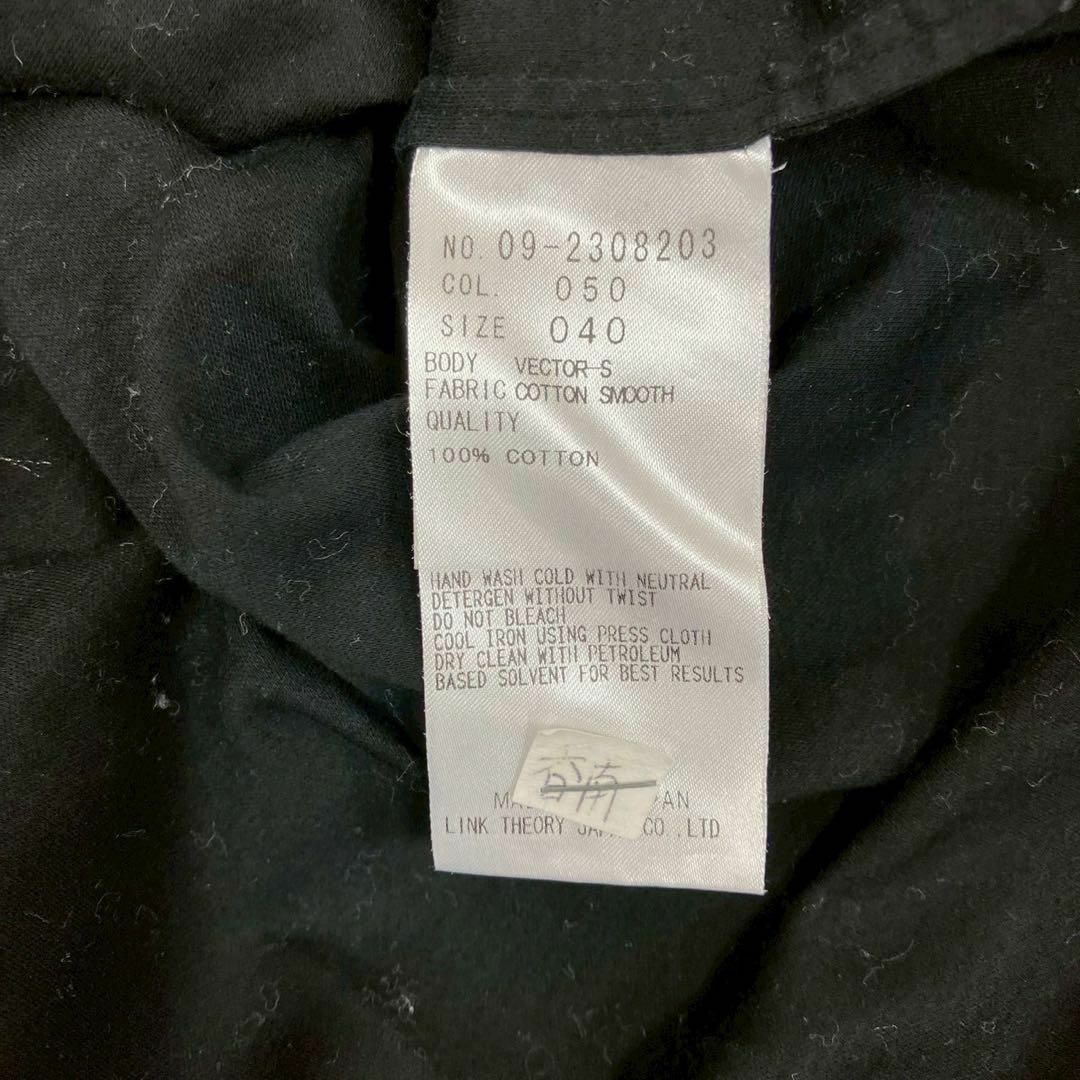 NO. 09-2308203
COL. 050
SIZE 040
BODY VECTOR-S
FABRIC COTTON SMOOTH
QUALITY
100% COTTON
HAND WASH COLD WITH NEUTRAL
DETERGEN WITHOUT TWIST
DO NOT BLEACH
COOL IRON USING PRESS CLOTH
DRY CLEAN WITH PETROLEUM
BASED SOLVENT FOR BEST RESULTS
LINK THEORY CO.,LTD